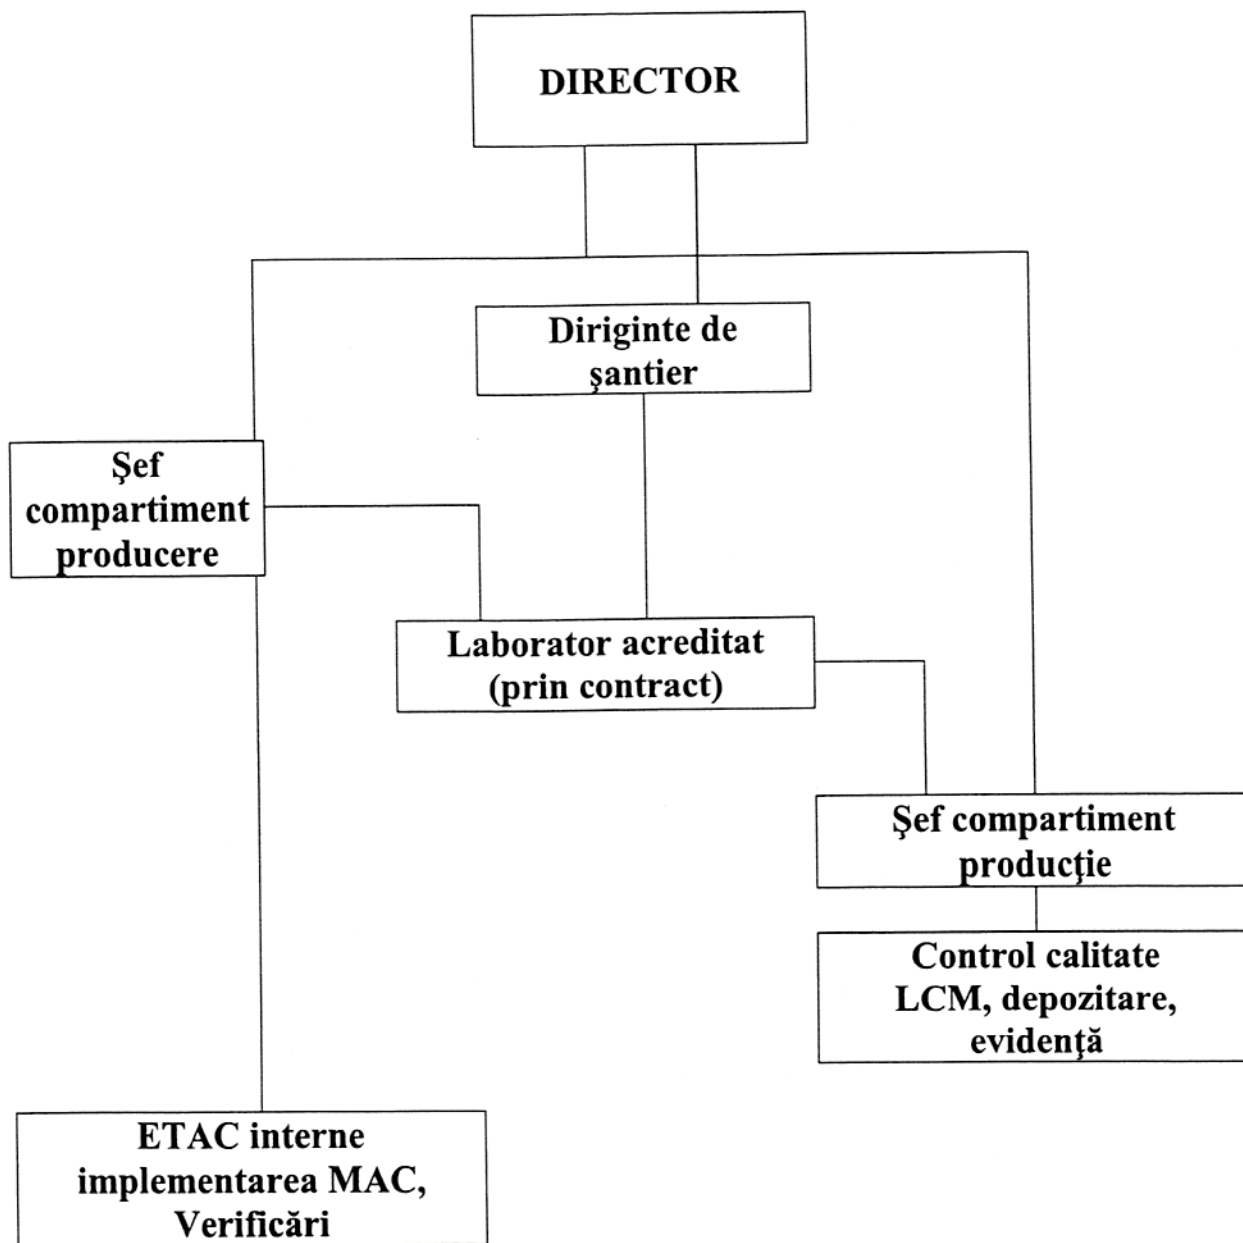 DIRECTOR
Diriginte de
şantier
Şef
compartiment
producere
Laborator acreditat
(prin contract)
Şef compartiment
producţie
Control calitate
LCM, depozitare,
evidenţă
ETAC interne
implementarea MAC,
Verificări